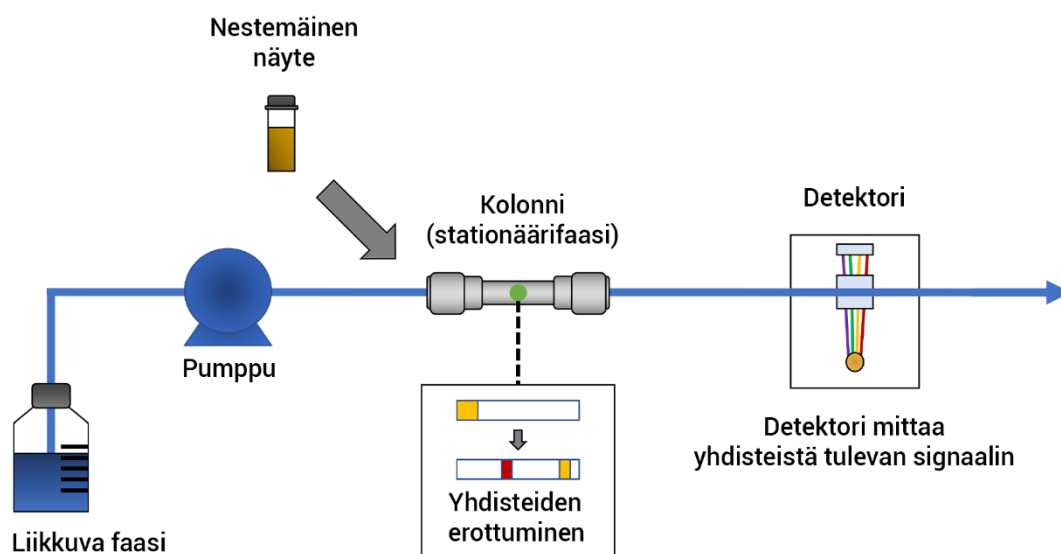 Nestemäinen
näyte
Kolonni
(stationäärifaasi)
Detektori
Pumppu
Detektori mittaa
yhdisteistä tulevan signaalin
Yhdisteiden
erottuminen
Liikkuva faasi